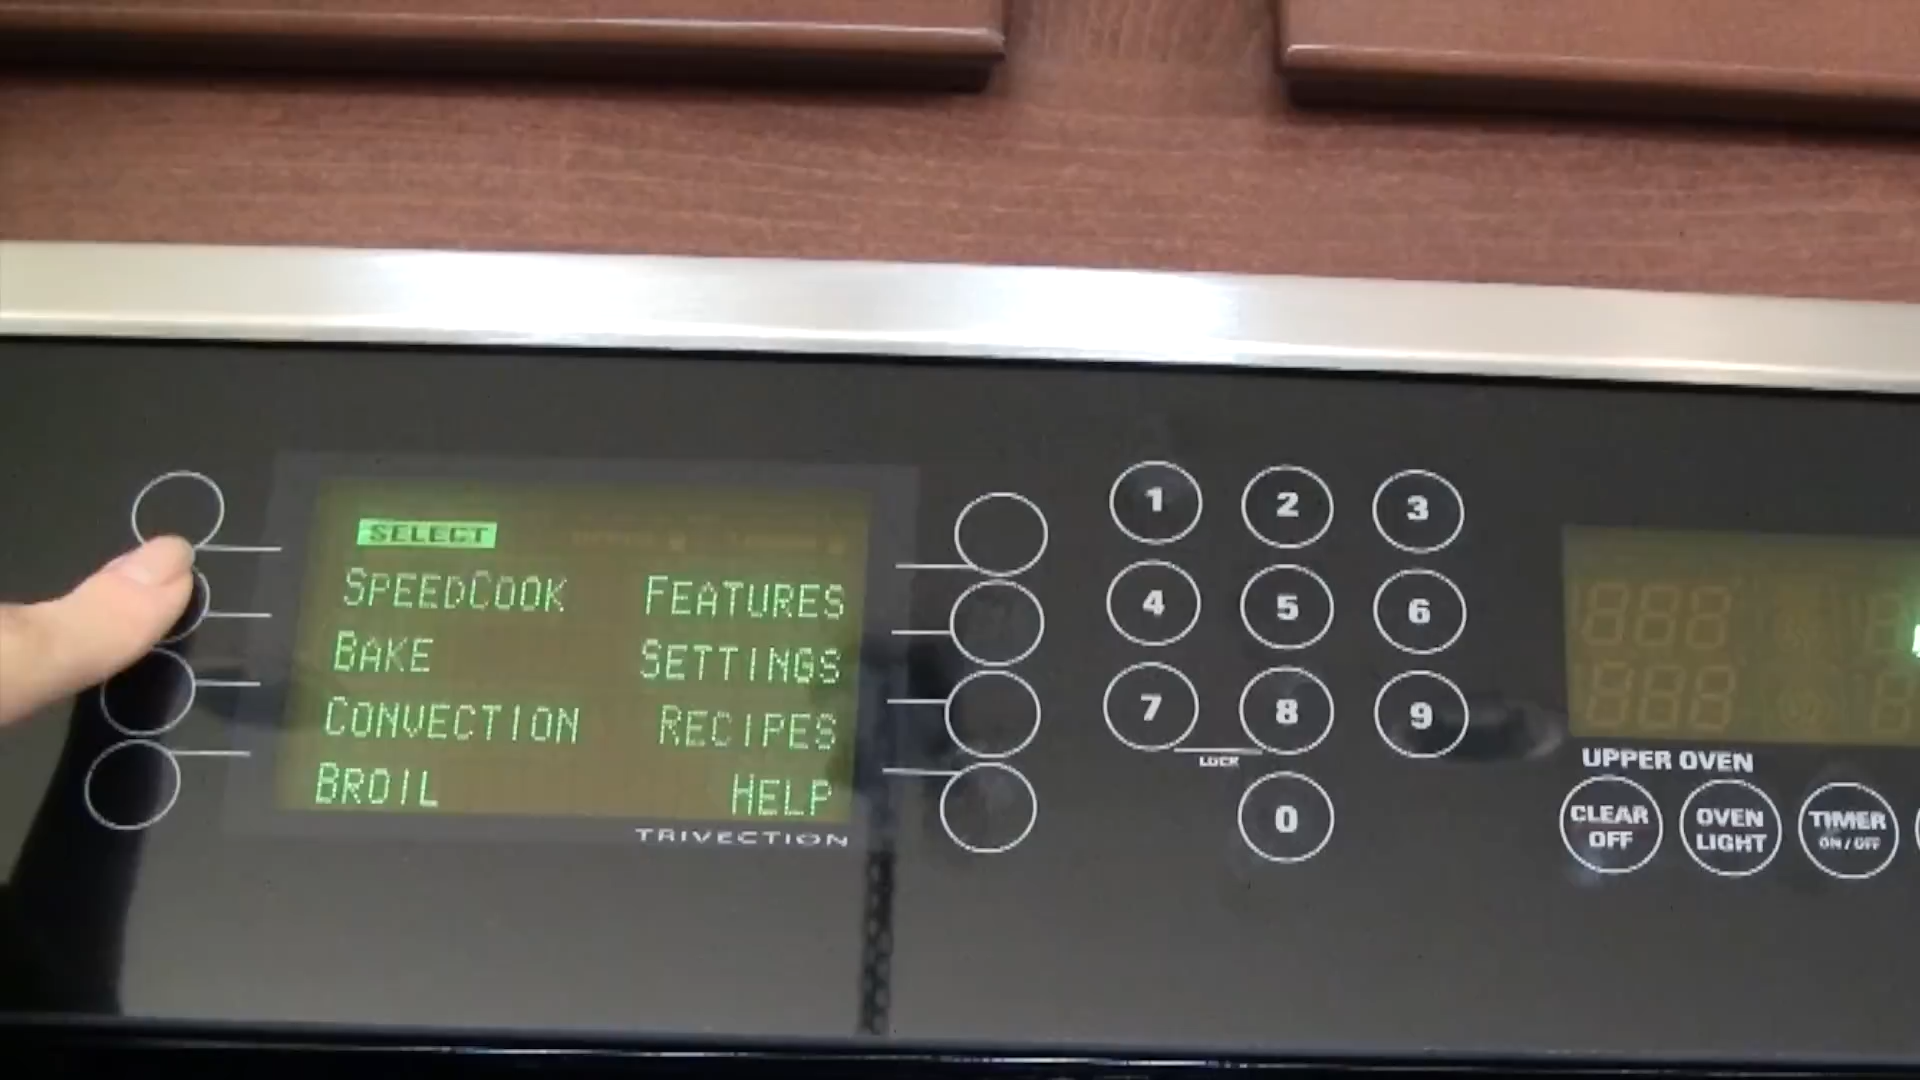 SELECT
SPEEDCOOK FEATURES
BAKE SETTINGS
CONVECTION RECIPES
BROIL HELP
TRIVECTION
1 2 3
4 5 6
7 8 9
LOCK
0
UPPER OVEN
CLEAR
OFF
OVEN
LIGHT
TIMER
ON / OFF